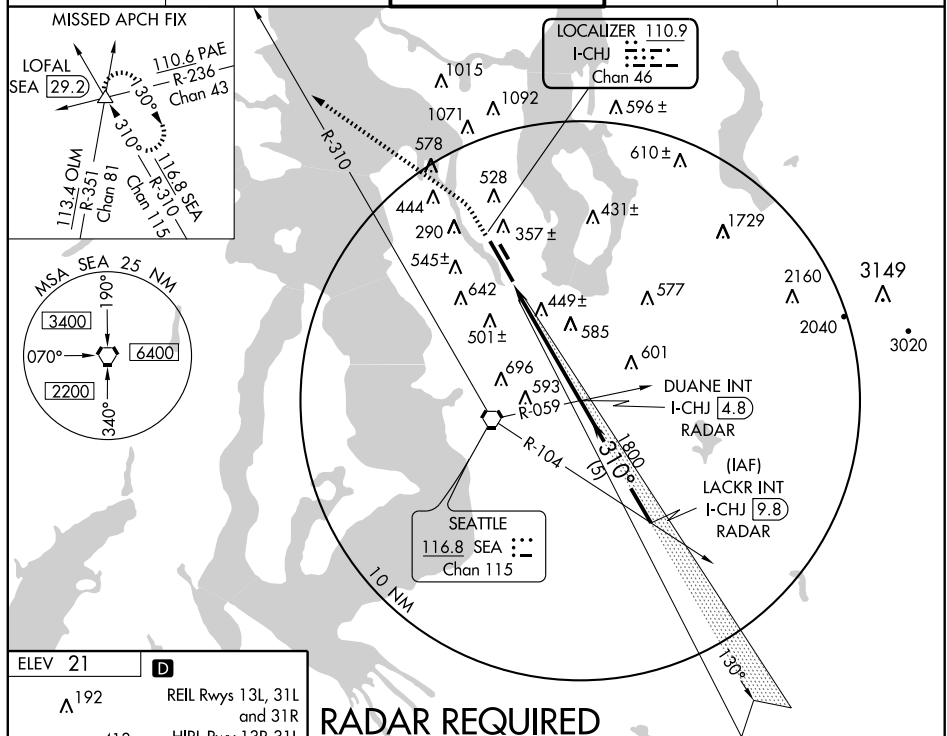 MISSED APCH FIX
LOFAL
SEA 29.2
110.6 PAE
R-236
Chan 43
130°
310°
113.4 OLM
R-351
Chan 81
116.8 SEA
R-310
Chan 115
LOCALIZER 110.9
I-CHJ
Chan 46
1015
1092
1071
596 ±
578
610 ±
R-310
528
444
431±
290
357 ±
1729
545±
MSA SEA 25 NM
190°
3400
070°
6400
2200
340°
642
449±
577
2160
3149
501±
585
2040
3020
601
696
593
R-059
DUANE INT
I-CHJ 4.8
RADAR
R-104
1800
310°
(5)
(IAF)
LACKR INT
I-CHJ 9.8
RADAR
SEATTLE
116.8 SEA
Chan 115
10 NM
130°
ELEV 21
D
192
REIL Rwys 13L, 31L
and 31R
RADAR REQUIRED